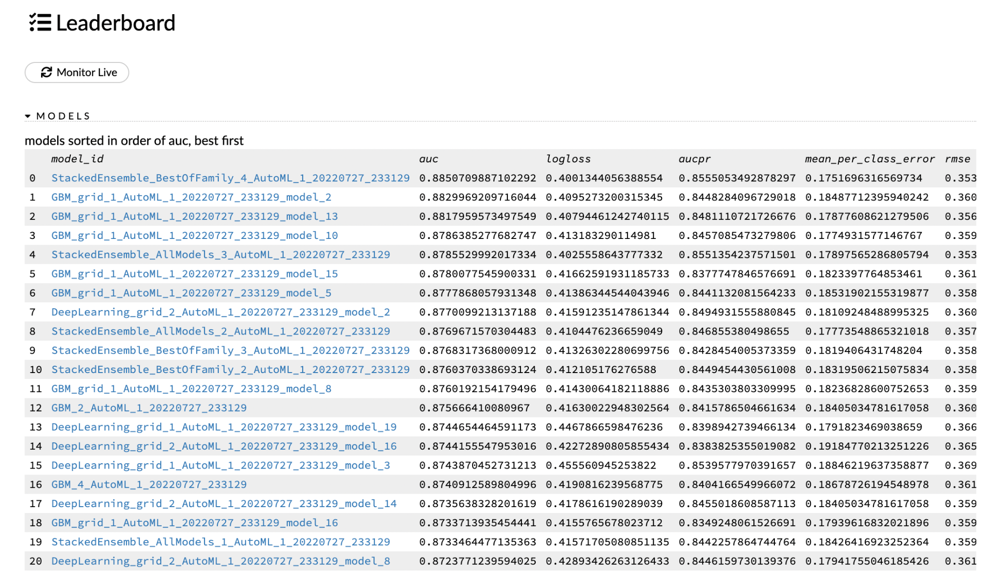 Leaderboard
Monitor Live
MODELS
models sorted in order of auc, best first
model_id auc logloss aucpr mean_per_class_error rmse
0 StackedEnsemble_BestOfFamily_4_AutoML_1_20220727_233129 0.8850709887102292 0.4001344056388554 0.8555053492878297 0.1751696316569734 0.353
1 GBM_grid_1_AutoML_1_20220727_233129_model_2 0.8829969209716044 0.4095273200315345 0.8448284096729018 0.18487712395940242 0.360
2 GBM_grid_1_AutoML_1_20220727_233129_model_13 0.8817959573497549 0.40794461242740115 0.8481110721726676 0.17877608621279506 0.356
3 GBM_grid_1_AutoML_1_20220727_233129_model_10 0.8786385277682747 0.413183290114981 0.8457085473279806 0.1774931577146767 0.359
4 StackedEnsemble_AllModels_3_AutoML_1_20220727_233129 0.8785529992017334 0.4025558643777332 0.8551354237571501 0.17897565286805794 0.353
5 GBM_grid_1_AutoML_1_20220727_233129_model_15 0.8780077545900331 0.41662591931185733 0.8377747846576691 0.1823397764853461 0.361
6 GBM_grid_1_AutoML_1_20220727_233129_model_5 0.8777868057931348 0.41386344544043946 0.8441132081564233 0.18531902155319877 0.358
7 DeepLearning_grid_2_AutoML_1_20220727_233129_model_2 0.8770099213137188 0.41591235147861344 0.8494931555880845 0.18109248488995325 0.360
8 StackedEnsemble_AllModels_2_AutoML_1_20220727_233129 0.8769671570304483 0.4104476236659049 0.846855380498655 0.17773548865321018 0.357
9 StackedEnsemble_BestOfFamily_3_AutoML_1_20220727_233129 0.8768317368000912 0.41326302280699756 0.8428454005373359 0.1819406431748204 0.358
10 StackedEnsemble_BestOfFamily_2_AutoML_1_20220727_233129 0.8760370338693124 0.412105176276588 0.8449454430561008 0.18319506215075834 0.358
11 GBM_grid_1_AutoML_1_20220727_233129_model_8 0.8760192154179496 0.41430064182118886 0.8435303803309995 0.18236828600752653 0.359
12 GBM_2_AutoML_1_20220727_233129 0.875666410080967 0.41630022948302564 0.8415786504661634 0.18405034781617058 0.360
13 DeepLearning_grid_1_AutoML_1_20220727_233129_model_19 0.8744654464591173 0.4467866598476236 0.8398942739466134 0.1791823469038659 0.366
14 DeepLearning_grid_2_AutoML_1_20220727_233129_model_16 0.8744155547953016 0.42272890805855434 0.8383825355019082 0.19184770213251226 0.365
15 DeepLearning_grid_1_AutoML_1_20220727_233129_model_3 0.8743870452731213 0.455560945253822 0.8539577970391657 0.18846219637358877 0.369
16 GBM_4_AutoML_1_20220727_233129 0.8740912589804996 0.4190816239568775 0.8404166549966072 0.18678726194548978 0.361
17 DeepLearning_grid_2_AutoML_1_20220727_233129_model_14 0.8735638328201619 0.4178616190289039 0.8455018608587113 0.18405034781617058 0.359
18 GBM_grid_1_AutoML_1_20220727_233129_model_16 0.8733713935454441 0.4155765678023712 0.8349248061526691 0.17939616832021896 0.359
19 StackedEnsemble_AllModels_1_AutoML_1_20220727_233129 0.8733464477135363 0.41571705080851135 0.8442257864744764 0.18426416923252364 0.359
20 DeepLearning_grid_2_AutoML_1_20220727_233129_model_8 0.8723771239594025 0.42893426263126433 0.8446159730139376 0.17941755046185426 0.361